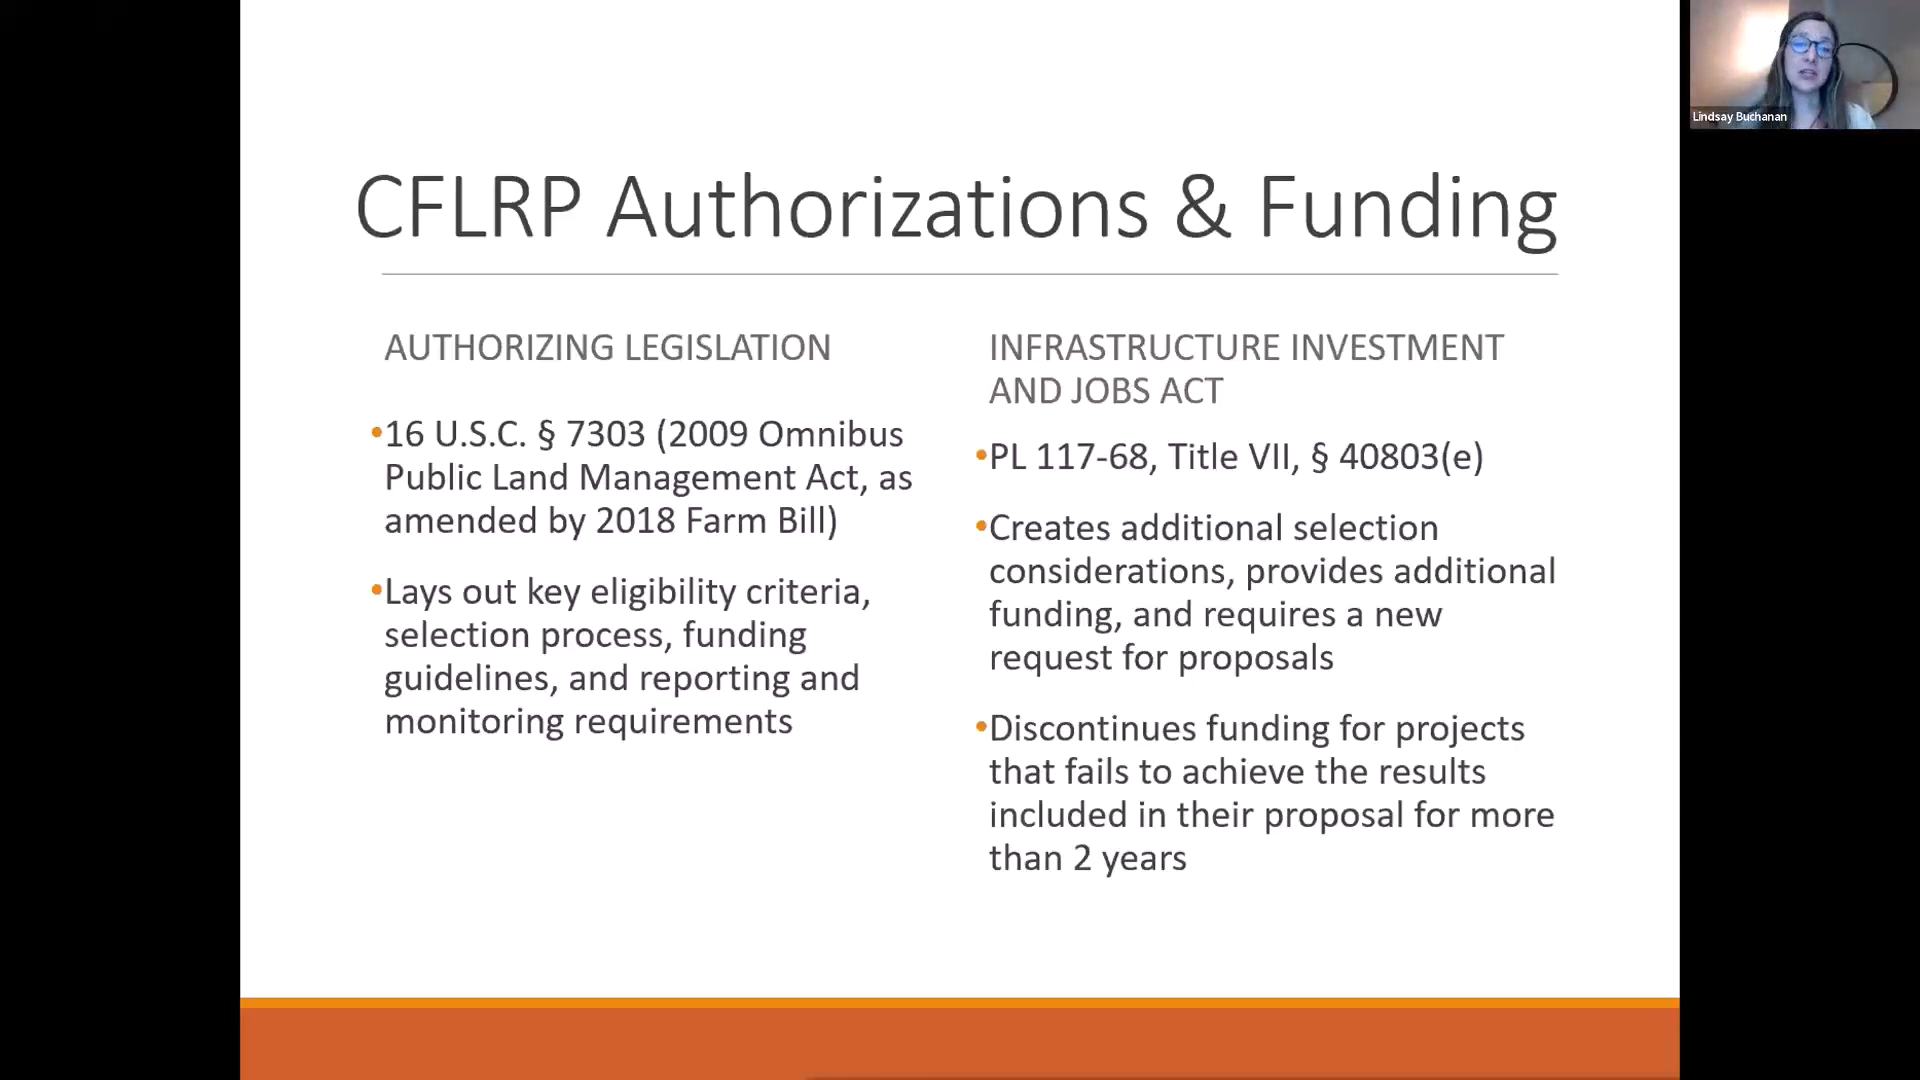 CFLRP Authorizations & Funding
AUTHORIZING LEGISLATION
•16 U.S.C. § 7303 (2009 Omnibus
Public Land Management Act, as
amended by 2018 Farm Bill)
•Lays out key eligibility criteria,
selection process, funding
guidelines, and reporting and
monitoring requirements
INFRASTRUCTURE INVESTMENT
AND JOBS ACT
•PL 117-68, Title VII, § 40803(e)
•Creates additional selection
considerations, provides additional
funding, and requires a new
request for proposals
•Discontinues funding for projects
that fails to achieve the results
included in their proposal for more
than 2 years
Lindsay Buchanan